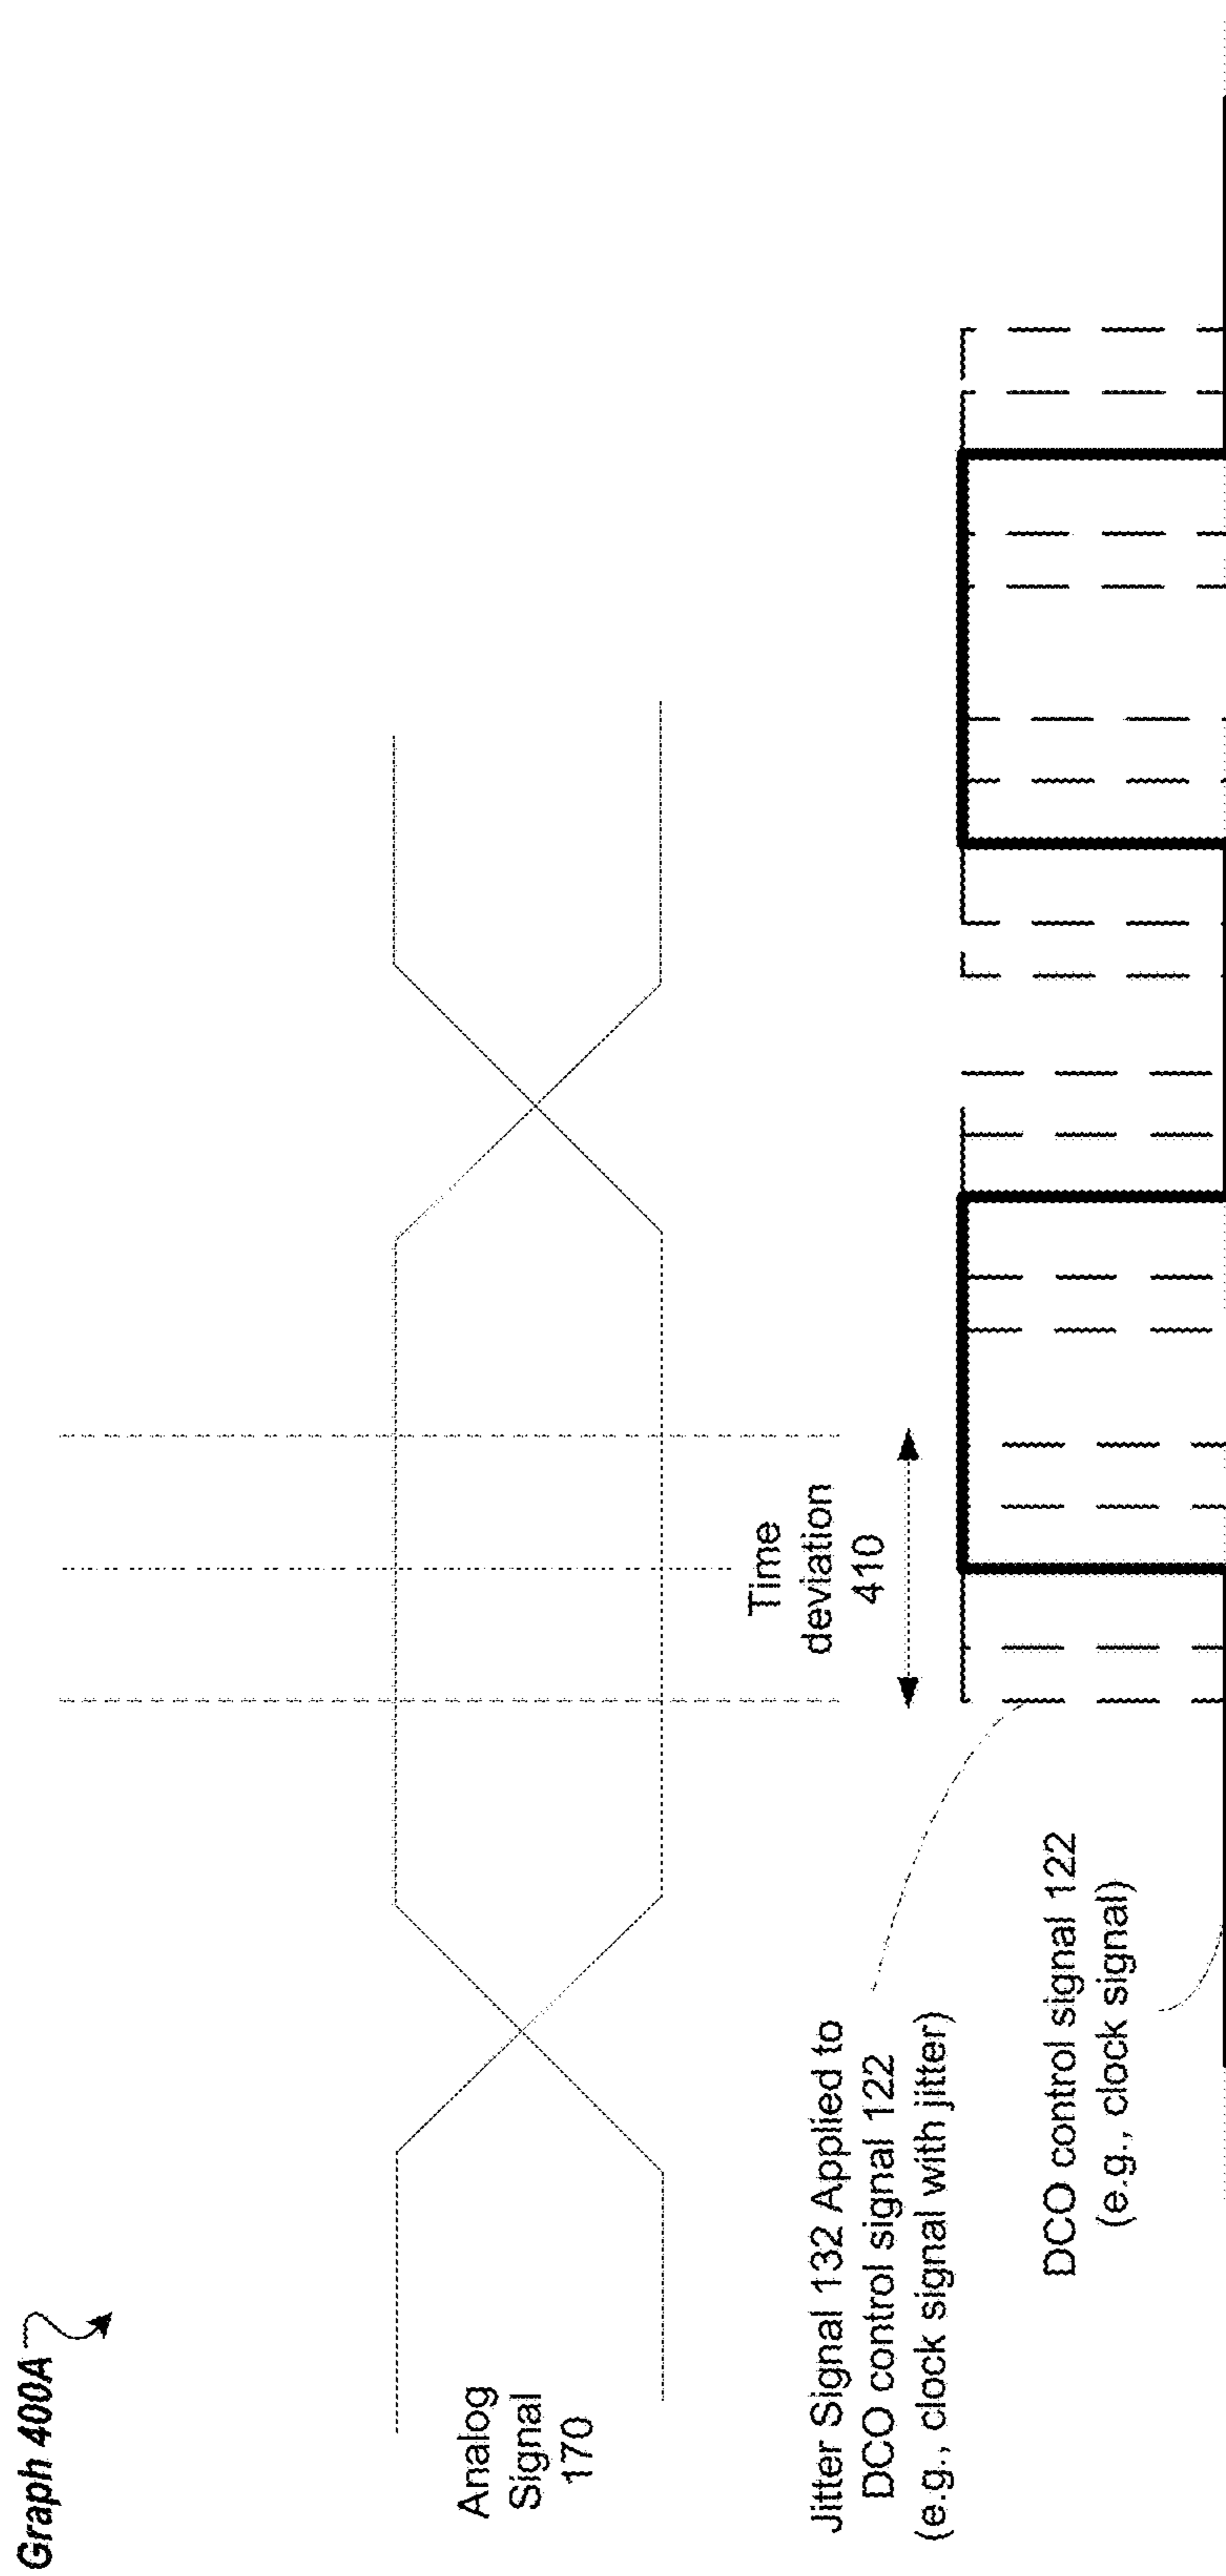 Graph 400A
Analog
Signal
170
Time
deviation
410
Jitter Signal 132 Applied to
DCO control signal 122
(e.g., clock signal with jitter)
DCO control signal 122
(e.g., clock signal)